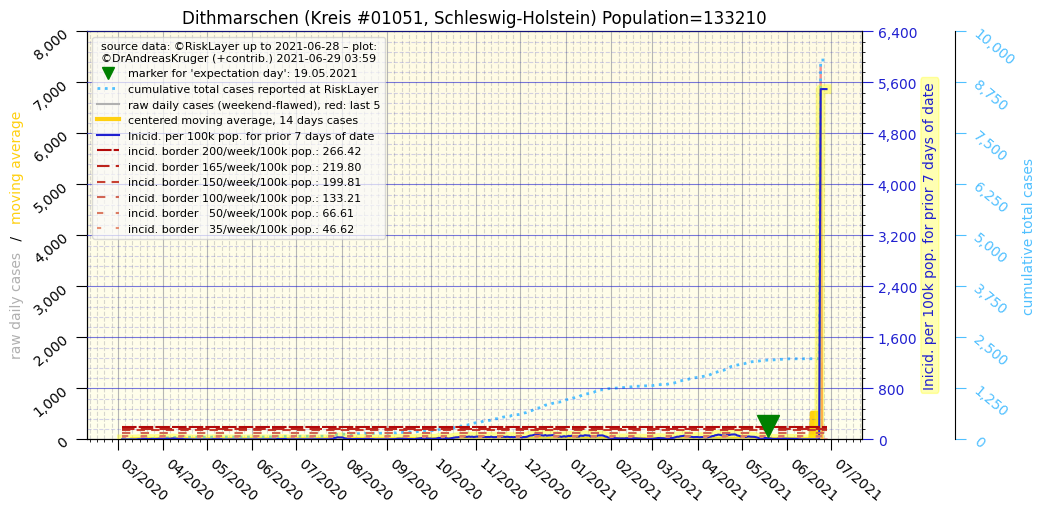 Dithmarschen (Kreis #01051, Schleswig-Holstein) Population=133210
source data: ©RiskLayer up to 2021-06-28 – plot:
©DrAndreasKruger (+contrib.) 2021-06-29 03:59
marker for 'expectation day': 19.05.2021
cumulative total cases reported at RiskLayer
raw daily cases (weekend-flawed), red: last 5
centered moving average, 14 days cases
Inicid. per 100k pop. for prior 7 days of date
incid. border 200/week/100k pop.: 266.42
incid. border 165/week/100k pop.: 219.80
incid. border 150/week/100k pop.: 199.81
incid. border 100/week/100k pop.: 133.21
incid. border   50/week/100k pop.: 66.61
incid. border   35/week/100k pop.: 46.62
raw daily cases / moving average
8,000
7,000
6,000
5,000
4,000
3,000
2,000
1,000
0
03/2020
04/2020
05/2020
06/2020
07/2020
08/2020
09/2020
10/2020
11/2020
12/2020
01/2021
02/2021
03/2021
04/2021
05/2021
06/2021
07/2021
6,400
5,600
4,800
4,000
3,200
2,400
1,600
800
0
Inicid. per 100k pop. for prior 7 days of date
10,000
8,750
7,500
6,250
5,000
3,750
2,500
1,250
0
cumulative total cases